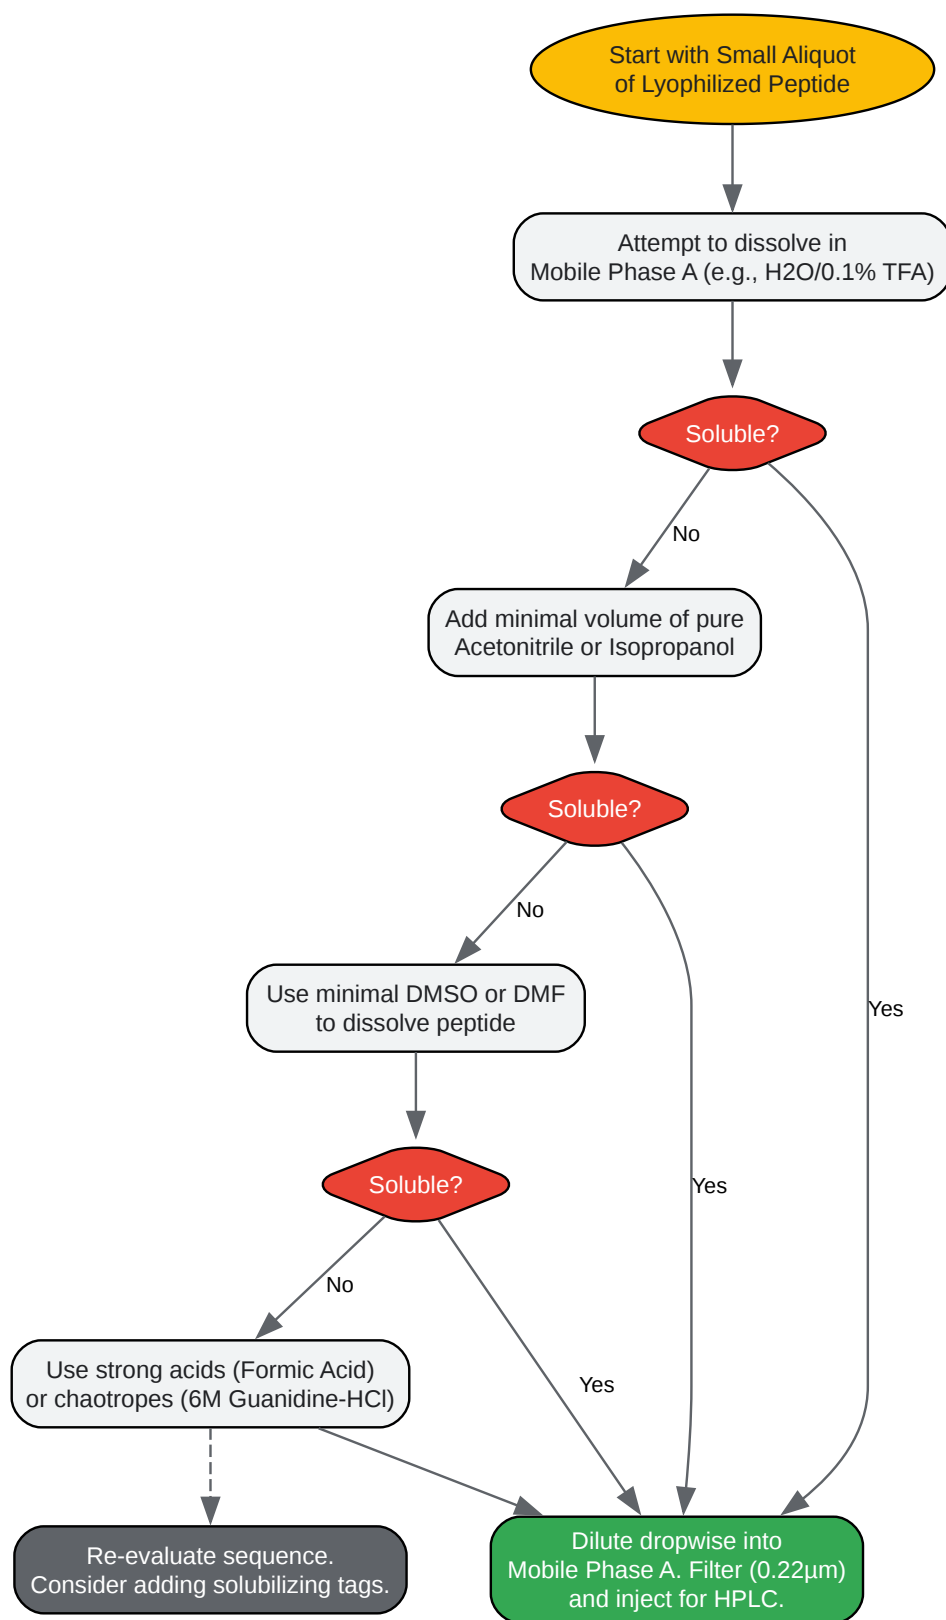 Start with Small Aliquot
of Lyophilized Peptide
Attempt to dissolve in
Mobile Phase A (e.g., H2O/0.1% TFA)
Soluble?
No
Add minimal volume of pure
Acetonitrile or Isopropanol
Soluble?
No
Use minimal DMSO or DMF
to dissolve peptide
Yes
Soluble?
Yes
No
Use strong acids (Formic Acid)
or chaotropes (6M Guanidine-HCl)
Yes
Re-evaluate sequence.
Consider adding solubilizing tags.
Dilute dropwise into
Mobile Phase A. Filter (0.22µm)
and inject for HPLC.